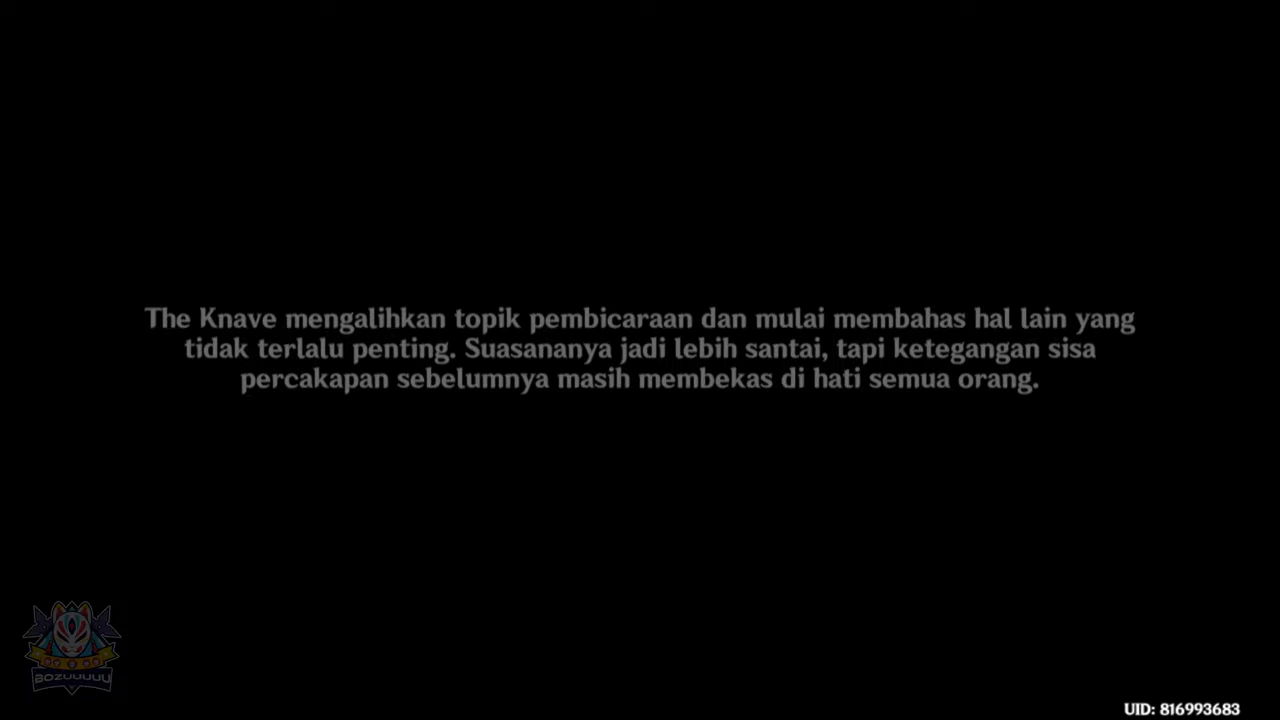 The Knave mengalihkan topik pembicaraan dan mulai membahas hal lain yang
tidak terlalu penting. Suasananya jadi lebih santai, tapi ketegangan sisa
percakapan sebelumnya masih membekas di hati semua orang.
BOZUUUUU
UID: 816993683